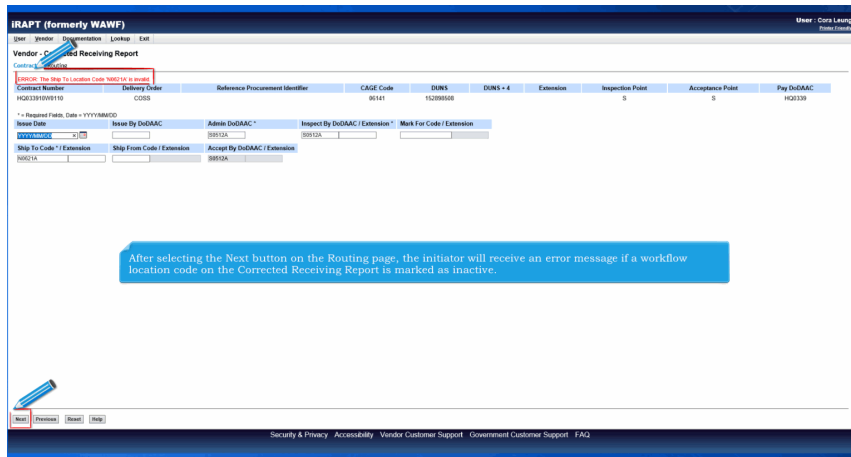 iRAPT (formerly WAWF)
User : Cora Leung
Printer Friendly
User Vendor Documentation Lookup Exit
Vendor - Corrected Receiving Report
Contract Routing
ERROR: The Ship To Location Code 'N0621A' is invalid.
Contract Number Delivery Order Reference Procurement Identifier CAGE Code DUNS DUNS + 4 Extension Inspection Point Acceptance Point Pay DoDAAC
HQ033910W0110 COSS 96141 152898508 S S HQ0339
* = Required Fields, Date = YYYY/MM/DD
Issue Date Issue By DoDAAC Admin DoDAAC * Inspect By DoDAAC / Extension * Mark For Code / Extension
YYYY/MM/DD S0512A S0512A
Ship To Code * / Extension Ship From Code / Extension Accept By DoDAAC / Extension
N0621A S0512A
After selecting the Next button on the Routing page, the initiator will receive an error message if a workflow
location code on the Corrected Receiving Report is marked as inactive.
Next Previous Reset Help
Security & Privacy Accessibility Vendor Customer Support Government Customer Support FAQ